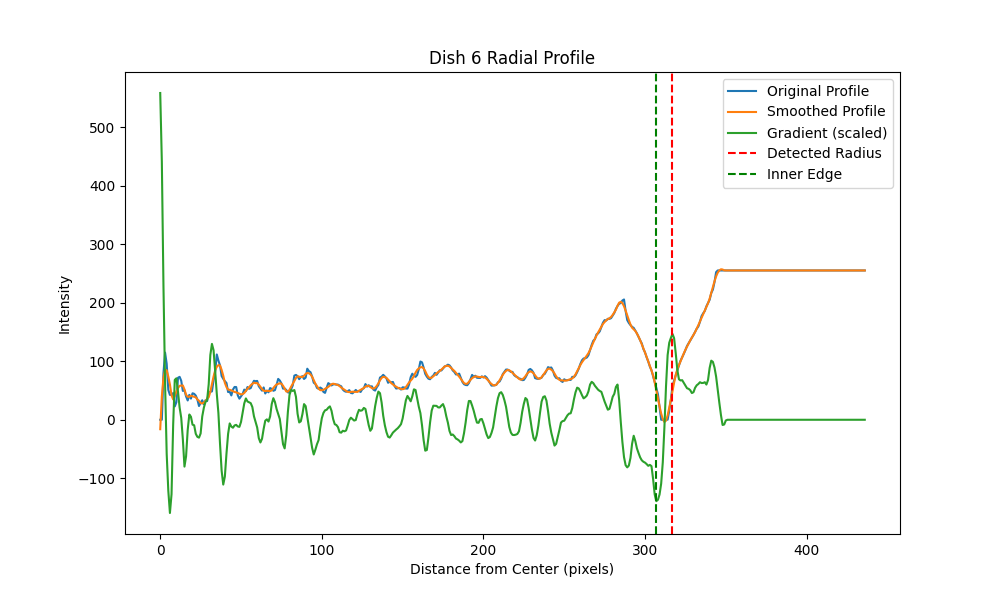 Dish 6 Radial Profile
Original Profile
Smoothed Profile
Gradient (scaled)
Detected Radius
Inner Edge
Intensity
500
400
300
200
100
0
−100
0 100 200 300 400
Distance from Center (pixels)